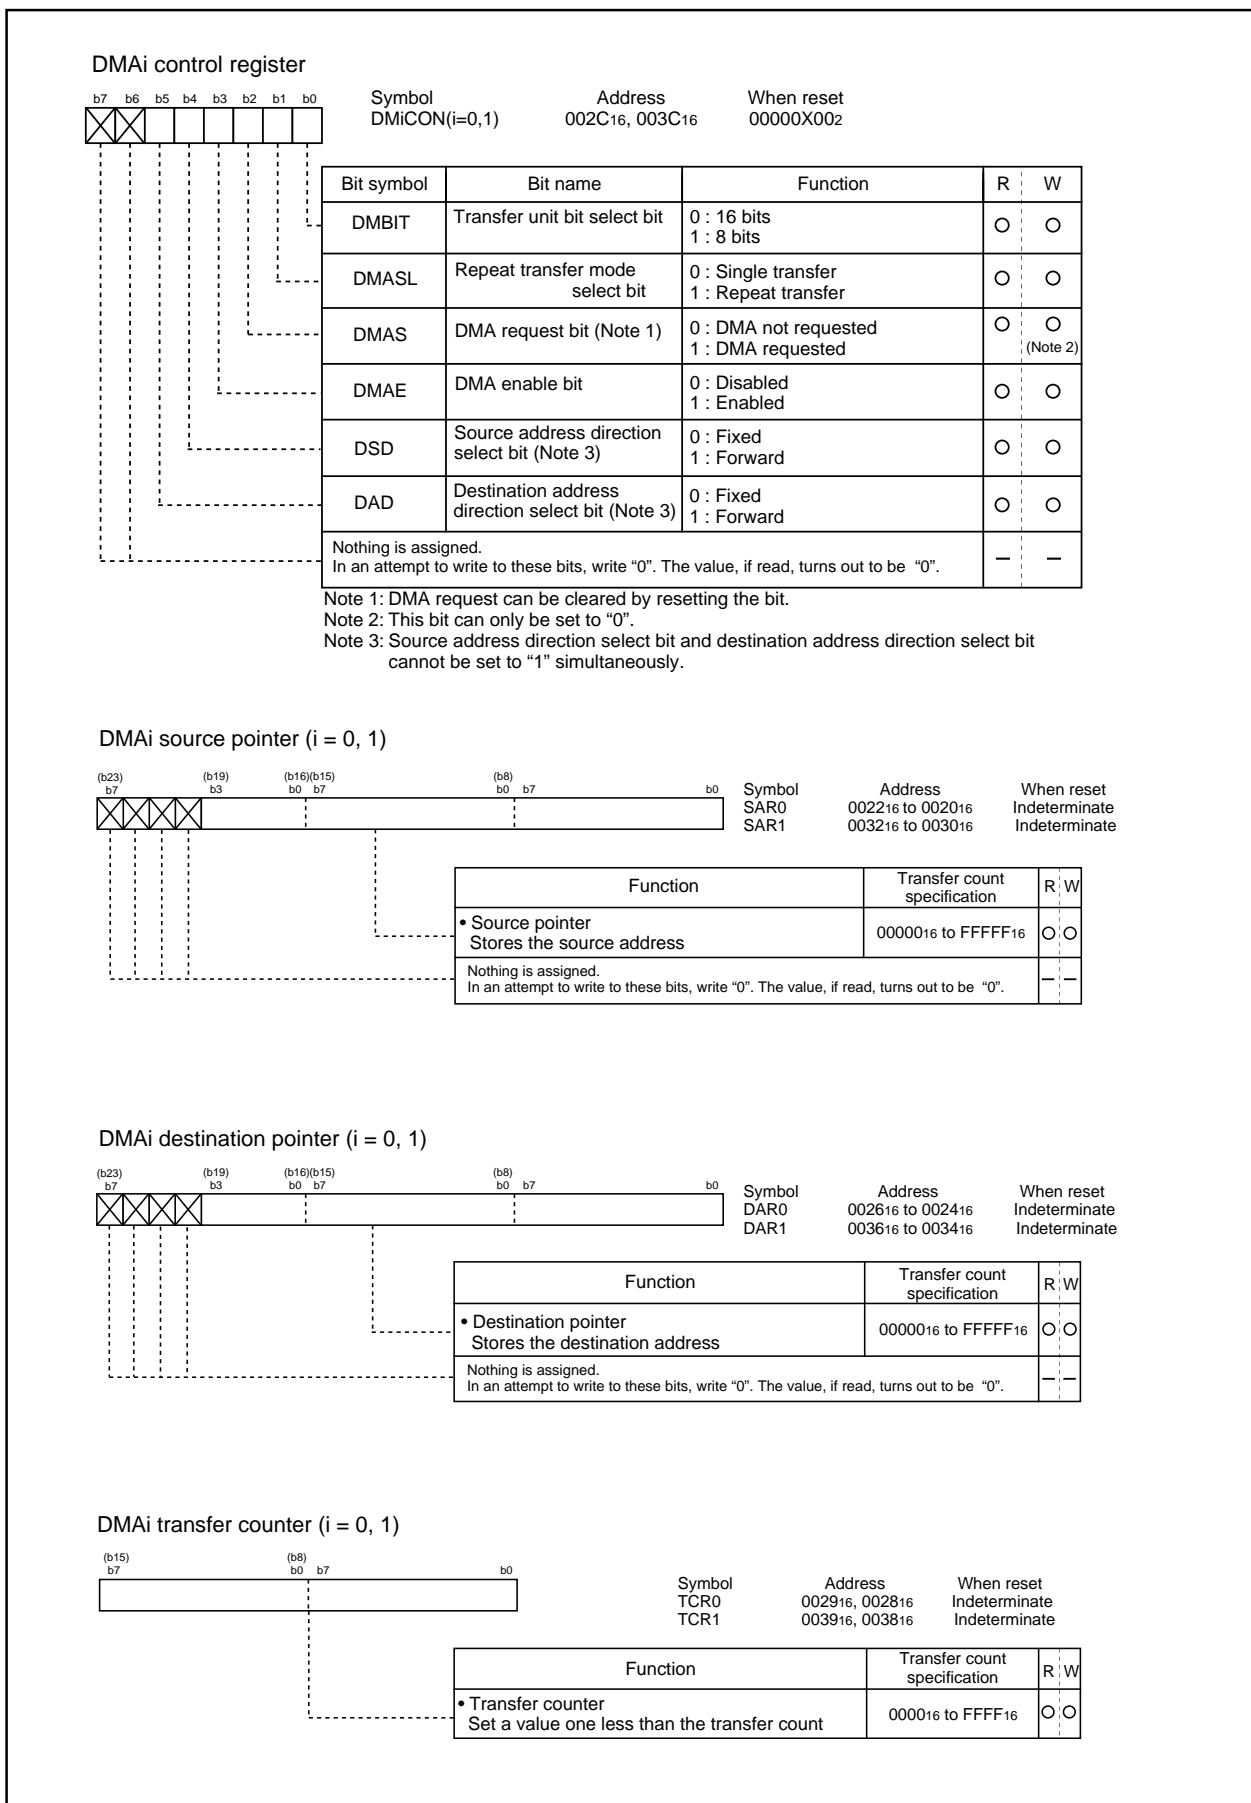 DMAi control register
b7 b6 b5 b4 b3 b2 b1 b0
Symbol Address When reset
DMiCON(i=0,1) 002C16, 003C16 00000X002
Bit symbol Bit name Function R W
DMBIT Transfer unit bit select bit 0 : 16 bits
1 : 8 bits
DMASL Repeat transfer mode
select bit 0 : Single transfer
1 : Repeat transfer
DMAS DMA request bit (Note 1) 0 : DMA not requested
1 : DMA requested (Note 2)
DMAE DMA enable bit 0 : Disabled
1 : Enabled
DSD Source address direction
select bit (Note 3) 0 : Fixed
1 : Forward
DAD Destination address
direction select bit (Note 3) 0 : Fixed
1 : Forward
Nothing is assigned.
In an attempt to write to these bits, write “0”. The value, if read, turns out to be “0”.
Note 1: DMA request can be cleared by resetting the bit.
Note 2: This bit can only be set to “0”.
Note 3: Source address direction select bit and destination address direction select bit
cannot be set to “1” simultaneously.
DMAi source pointer (i = 0, 1)
(b23) (b19) (b16)(b15) (b8)
b7 b3 b0 b7 b0 b7 b0
Symbol Address When reset
SAR0 002216 to 002016 Indeterminate
SAR1 003216 to 003016 Indeterminate
Function Transfer count
specification R W
• Source pointer
Stores the source address 0000016 to FFFFF16
Nothing is assigned.
In an attempt to write to these bits, write “0”. The value, if read, turns out to be “0”.
DMAi destination pointer (i = 0, 1)
(b23) (b19) (b16)(b15) (b8)
b7 b3 b0 b7 b0 b7 b0
Symbol Address When reset
DAR0 002616 to 002416 Indeterminate
DAR1 003616 to 003416 Indeterminate
Function Transfer count
specification R W
• Destination pointer
Stores the destination address 0000016 to FFFFF16
Nothing is assigned.
In an attempt to write to these bits, write “0”. The value, if read, turns out to be “0”.
DMAi transfer counter (i = 0, 1)
(b15) (b8)
b7 b0 b7 b0
Symbol Address When reset
TCR0 002916, 002816 Indeterminate
TCR1 003916, 003816 Indeterminate
Function Transfer count
specification R W
• Transfer counter
Set a value one less than the transfer count 000016 to FFFF16